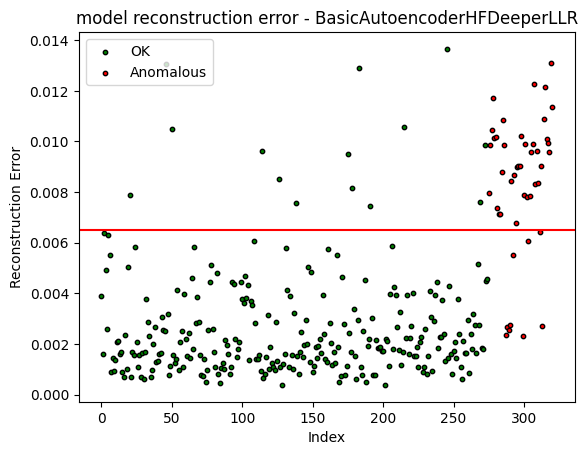 model reconstruction error - BasicAutoencoderHFDeeperLLR
OK
Anomalous
Reconstruction Error
0.014
0.012
0.010
0.008
0.006
0.004
0.002
0.000
0 50 100 150 200 250 300
Index